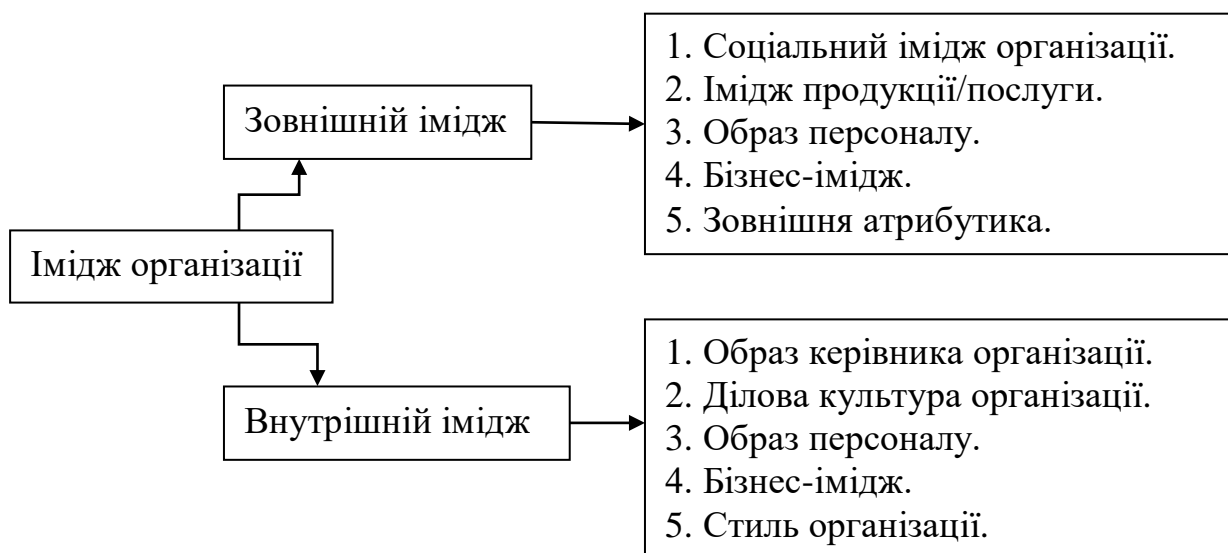 Імідж організації
Зовнішній імідж
1. Соціальний імідж організації.
2. Імідж продукції/послуги.
3. Образ персоналу.
4. Бізнес-імідж.
5. Зовнішня атрибутика.
Внутрішній імідж
1. Образ керівника організації.
2. Ділова культура організації.
3. Образ персоналу.
4. Бізнес-імідж.
5. Стиль організації.